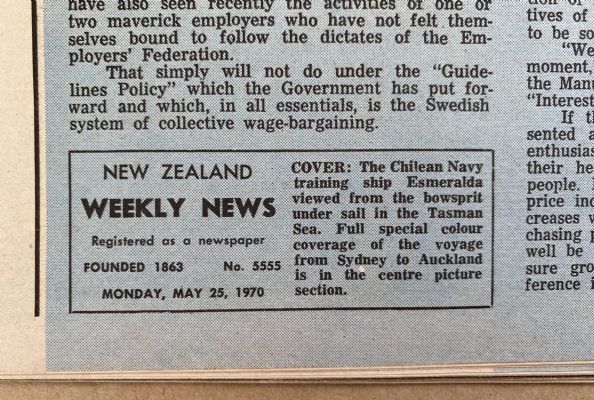 have also seen recently the activities of one or
two maverick employers who have not felt them-
selves bound to follow the dictates of the Em-
ployers' Federation.
That simply will not do under the "Guide-
lines Policy" which the Government has put for-
ward and which, in all essentials, is the Swedish
system of collective wage-bargaining.
NEW ZEALAND
WEEKLY NEWS
Registered as a newspaper
FOUNDED 1863 No. 5555
MONDAY, MAY 25, 1970
COVER: The Chilean Navy
training ship Esmeralda
viewed from the bowsprit
under sail in the Tasman
Sea. Full special colour
coverage of the voyage
from Sydney to Auckland
is in the centre picture
section.
tives of
to be so
"We
moment,
the Manu
"Interest
If th
sented a
enthusias
their he
people.
price inc
creases w
chasing p
well be
sure gro
ference i